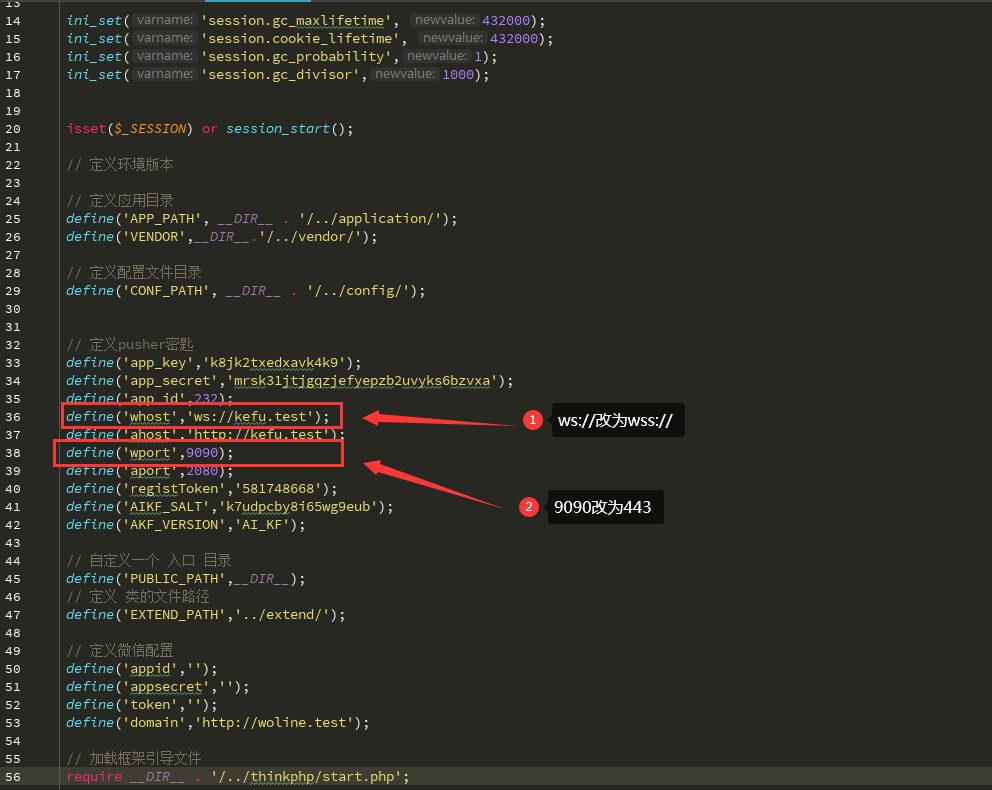 13
14 ini_set( varname: 'session.gc_maxlifetime', newvalue: 432000);
15 ini_set( varname: 'session.cookie_lifetime', newvalue: 432000);
16 ini_set( varname: 'session.gc_probability', newvalue: 1);
17 ini_set( varname: 'session.gc_divisor', newvalue: 1000);
18
19
20 isset($_SESSION) or session_start();
21
22 // 定义环境版本
23
24 // 定义应用目录
25 define('APP_PATH', __DIR__ . '/../application/');
26 define('VENDOR',__DIR__.'/../vendor/');
27
28 // 定义配置文件目录
29 define('CONF_PATH', __DIR__ . '/../config/');
30
31
32 // 定义pusher密匙
33 define('app_key','k8jk2txedxavk4k9');
34 define('app_secret','mrsk31jtjgqzjefyepzb2uvyks6bzvxa');
35 define('app_id',232);
36 define('whost','ws://kefu.test'); 1 ws://改为wss://
37 define('ahost','http://kefu.test');
38 define('wport',9090);
39 define('aport',2080);
40 define('registToken','581748668');
41 define('AIKF_SALT','k7udpcby8i65wg9eub'); 2 9090改为443
42 define('AKF_VERSION','AI_KF');
43
44 // 自定义一个 入口 目录
45 define('PUBLIC_PATH',__DIR__);
46 // 定义 类的文件路径
47 define('EXTEND_PATH','../extend/');
48
49 // 定义微信配置
50 define('appid','');
51 define('appsecret','');
52 define('token','');
53 define('domain','http://woline.test');
54
55 // 加载框架引导文件
56 require __DIR__ . '/../thinkphp/start.php';